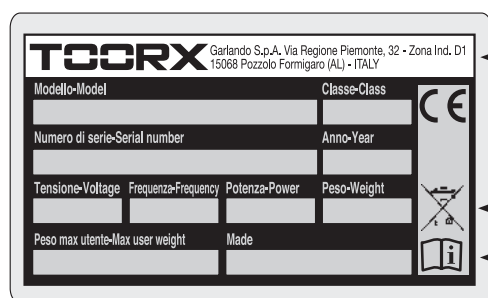 TOORX Garlando S.p.A. Via Regione Piemonte, 32 - Zona Ind. D1
15068 Pozzolo Formigaro (AL) - ITALY
Modello-Model Classe-Class
CE
Numero di serie-Serial number Anno-Year
Tensione-Voltage Frequenza-Frequency Potenza-Power Peso-Weight
Peso max utente-Max user weight Made
i